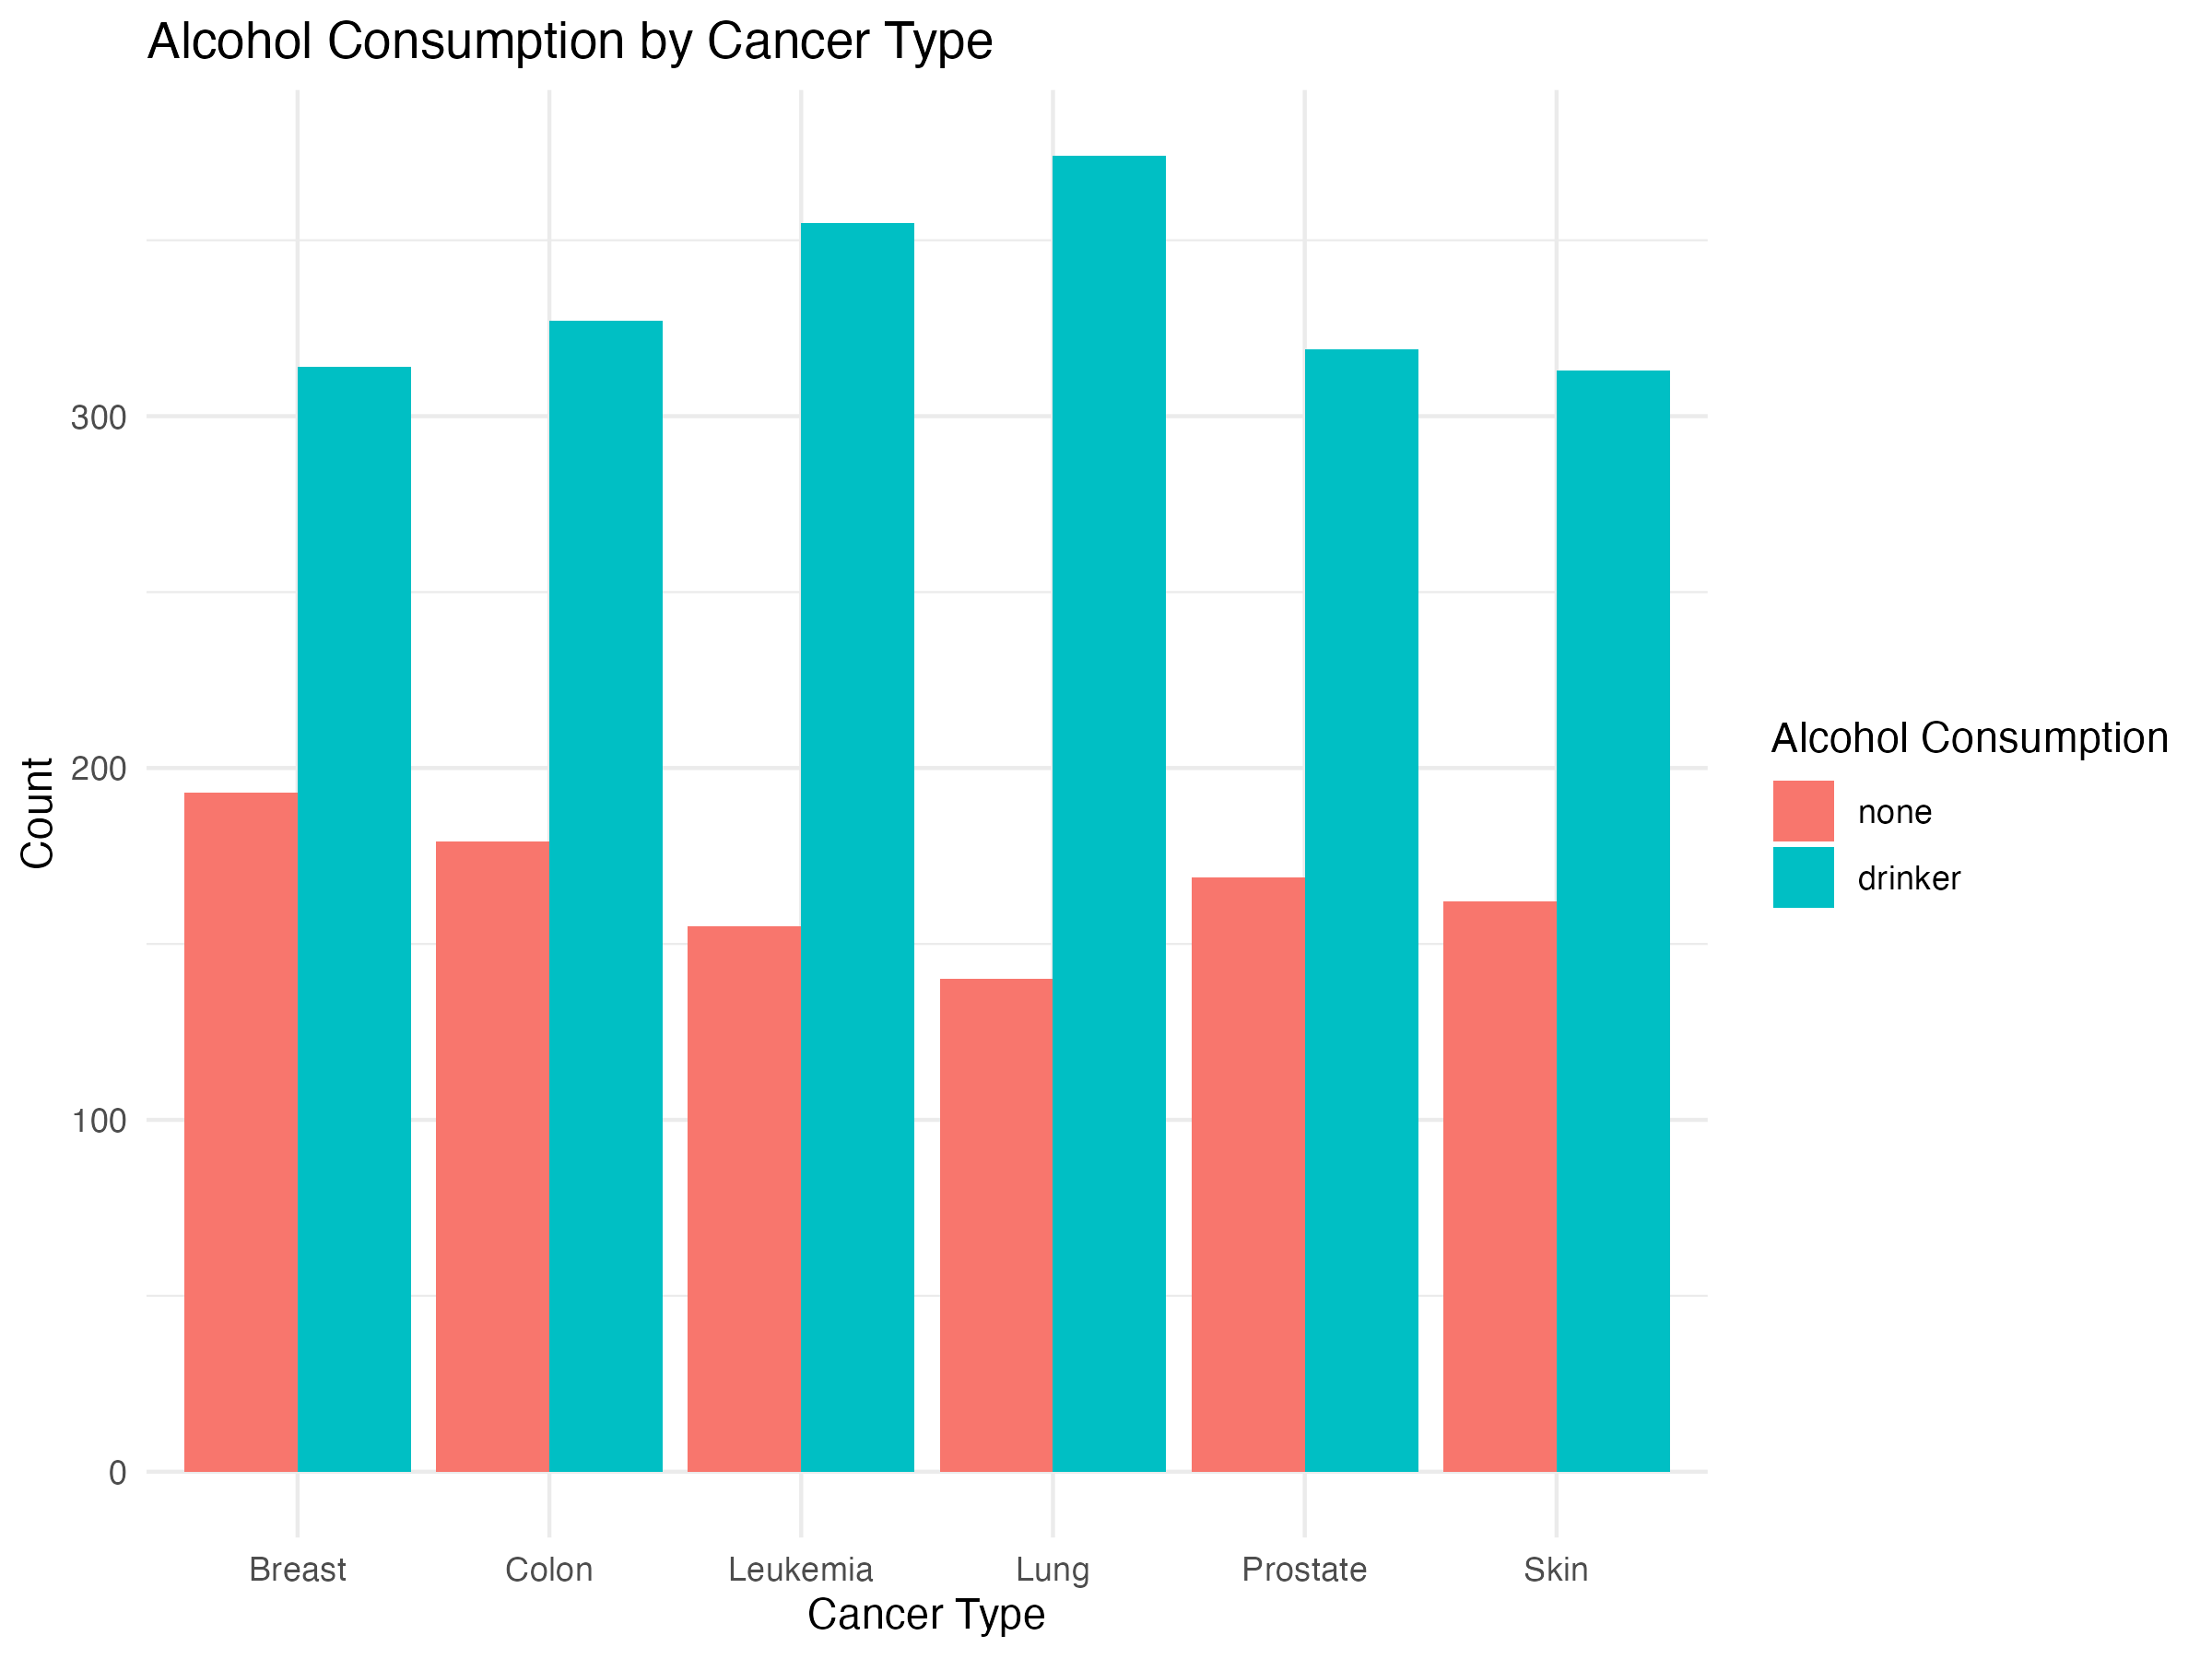 Alcohol Consumption by Cancer Type
Count
300
200
100
0
Breast Colon Leukemia Lung Prostate Skin
Cancer Type
Alcohol Consumption
none
drinker